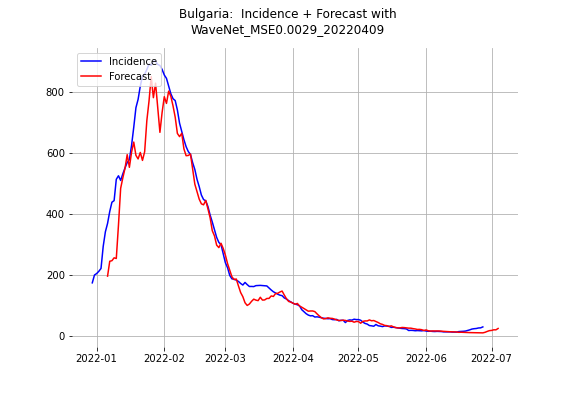 Bulgaria:  Incidence + Forecast with
WaveNet_MSE0.0029_20220409
Incidence
Forecast
800
600
400
200
0
2022-01 2022-02 2022-03 2022-04 2022-05 2022-06 2022-07